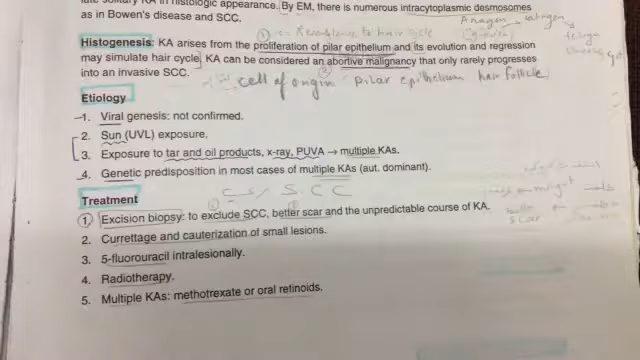 solitary KA in histologic appearance. By EM, there is numerous intracytoplasmic desmosomes
as in Bowen's disease and SCC.
Anagen
Resemblance to hair cycle
Histogenesis: KA arises from the proliferation of pilar epithelium and its evolution and regression
may simulate hair cycle. KA can be considered an abortive malignancy that only rarely progresses
into an invasive SCC.
cell of origin pilar epithelium hair follicle
Etiology
1. Viral genesis: not confirmed.
2. Sun (UVL) exposure.
3. Exposure to tar and oil products, x-ray, PUVA → multiple KAs.
4. Genetic predisposition in most cases of multiple KAs (aut. dominant).
SCC
Treatment
1. Excision biopsy: to exclude SCC, better scar and the unpredictable course of KA.
2. Currettage and cauterization of small lesions.
3. 5-fluorouracil intralesionally.
4. Radiotherapy.
5. Multiple KAs: methotrexate or oral retinoids.